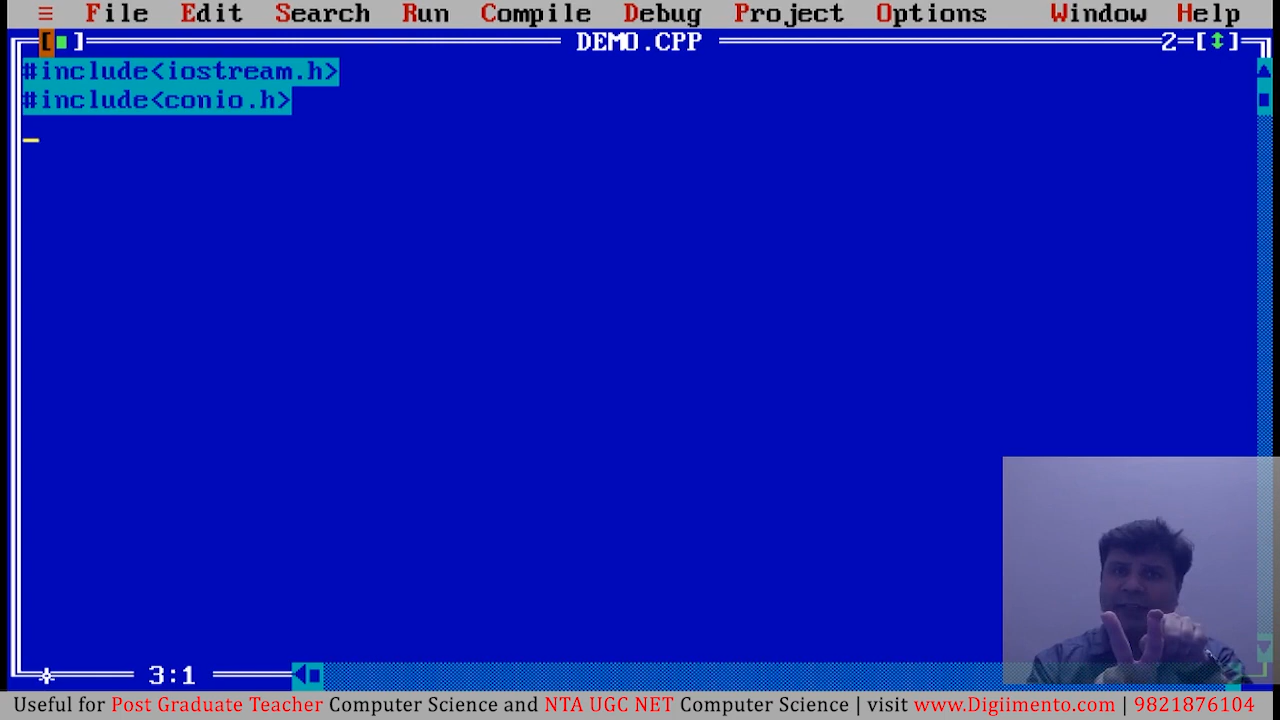 ≡ File Edit Search Run Compile Debug Project Options Window Help
[■] DEMO.CPP 2=[↕]
#include<iostream.h>
#include<conio.h>
3:1
Useful for Post Graduate Teacher Computer Science and NTA UGC NET Computer Science | visit www.Digiimento.com | 9821876104